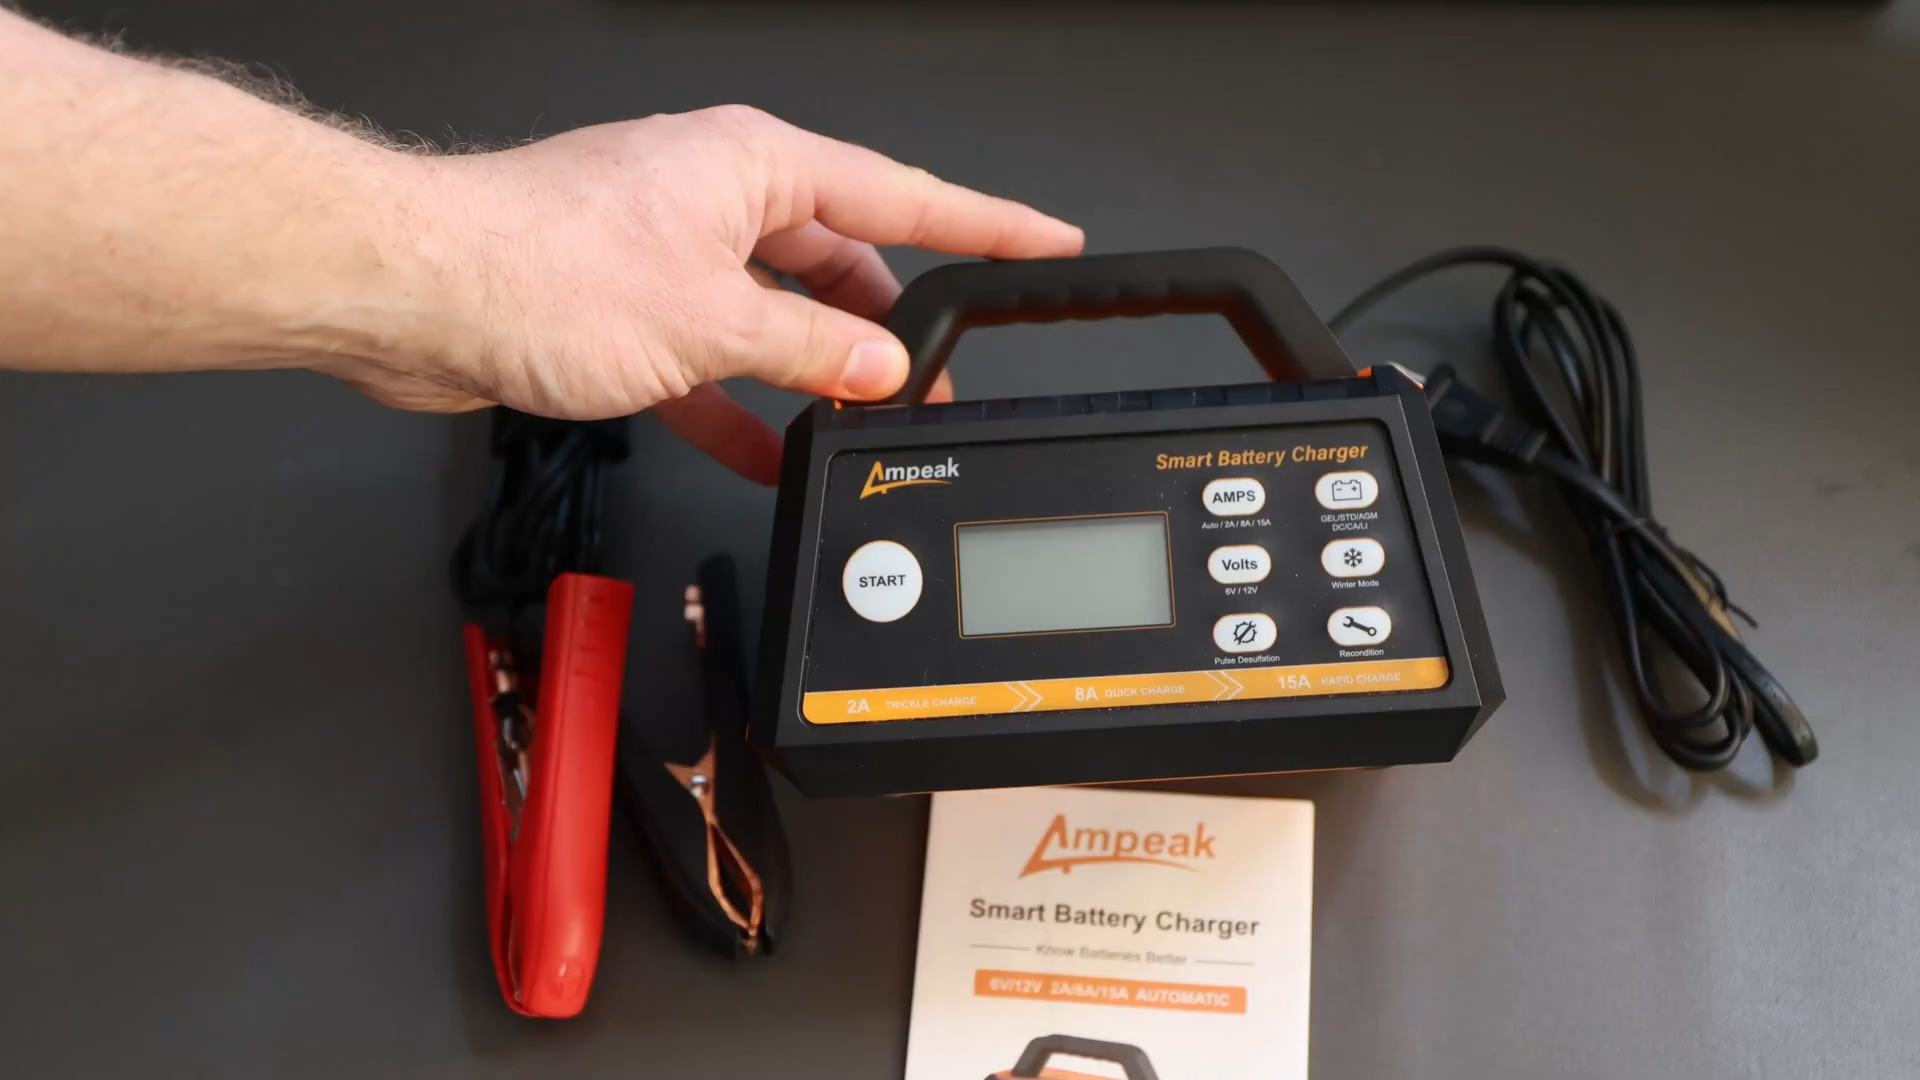 Ampeak
Smart Battery Charger
AMPS
Auto / 2A / 8A / 15A
GEL/STD/AGM
DC/CA/LI
START
Volts
6V / 12V
Winter Mode
Pulse Desulfation
Recondition
2A TRICKLE CHARGE
8A QUICK CHARGE
15A RAPID CHARGE
Ampeak
Smart Battery Charger
Know Batteries Better
6V/12V 2A/8A/15A AUTOMATIC